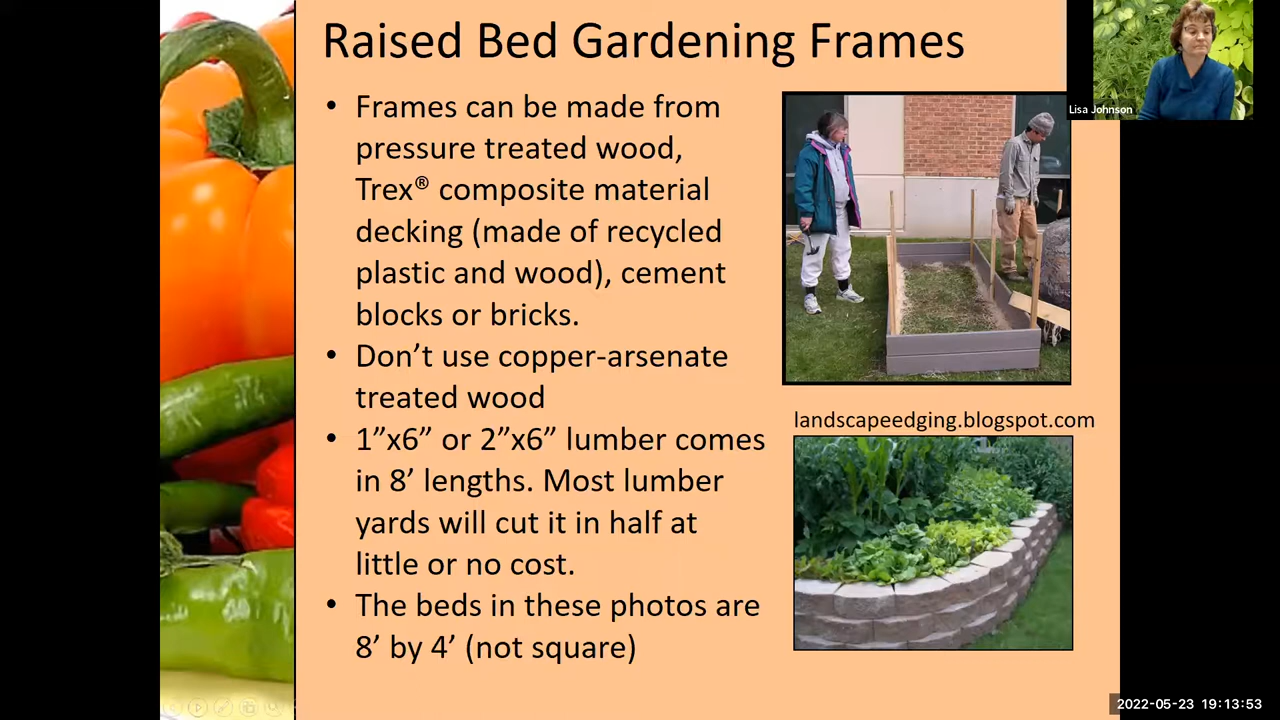 Raised Bed Gardening Frames
• Frames can be made from
pressure treated wood,
Trex® composite material
decking (made of recycled
plastic and wood), cement
blocks or bricks.
• Don’t use copper-arsenate
treated wood
• 1”x6” or 2”x6” lumber comes
in 8’ lengths. Most lumber
yards will cut it in half at
little or no cost.
• The beds in these photos are
8’ by 4’ (not square)
Lisa Johnson
landscapeedging.blogspot.com
2022-05-23 19:13:53